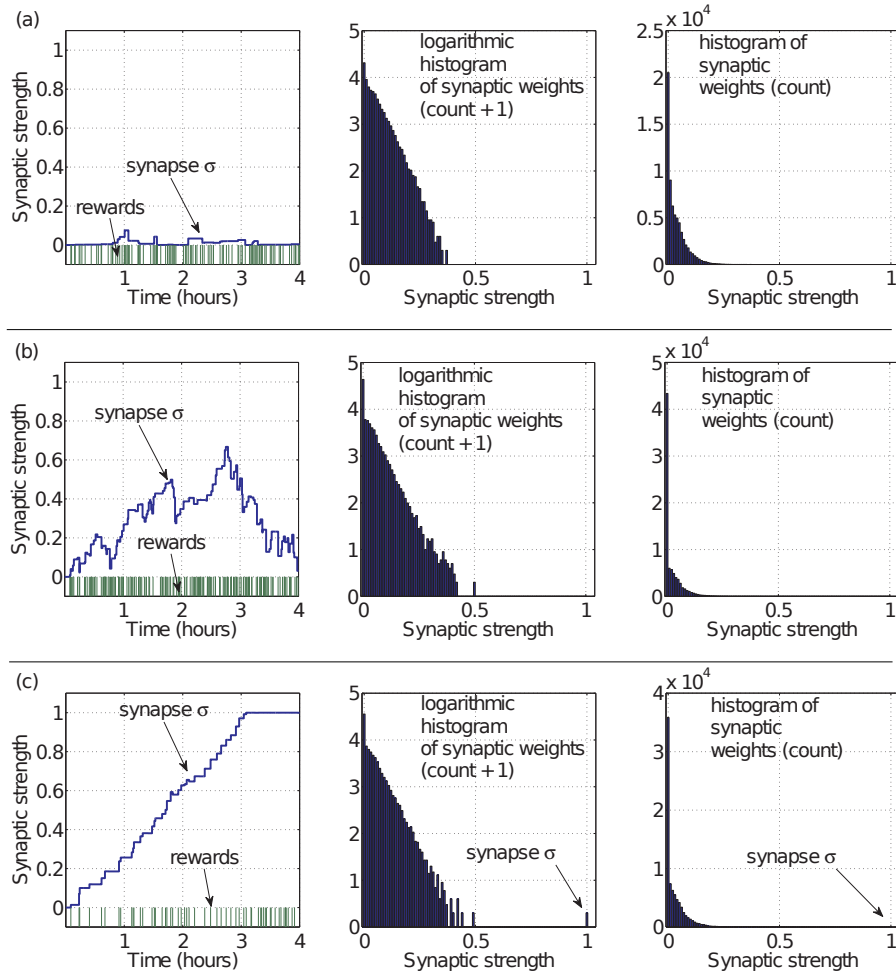 (a)
1
0.8
0.6
0.4
0.2
0
Synaptic strength
synapse σ
rewards
1 2 3 4
Time (hours)
5
4
3
2
1
0
logarithmic
histogram
of synaptic weights
(count + 1)
0 0.5 1
Synaptic strength
x 10⁴
2.5
2
1.5
1
0.5
0
histogram of
synaptic
weights (count)
0 0.5 1
Synaptic strength
(b)
1
0.8
0.6
0.4
0.2
0
Synaptic strength
synapse σ
rewards
1 2 3 4
Time (hours)
5
4
3
2
1
0
logarithmic
histogram
of synaptic weights
(count + 1)
0 0.5 1
Synaptic strength
x 10⁴
5
4
3
2
1
0
histogram of
synaptic
weights (count)
0 0.5 1
Synaptic strength
(c)
1
0.8
0.6
0.4
0.2
0
Synaptic strength
synapse σ
rewards
1 2 3 4
Time (hours)
5
4
3
2
1
0
logarithmic
histogram
of synaptic weights
(count + 1)
synapse σ
0 0.5 1
Synaptic strength
x 10⁴
4
3
2
1
0
histogram of
synaptic
weights (count)
synapse σ
0 0.5 1
Synaptic strength